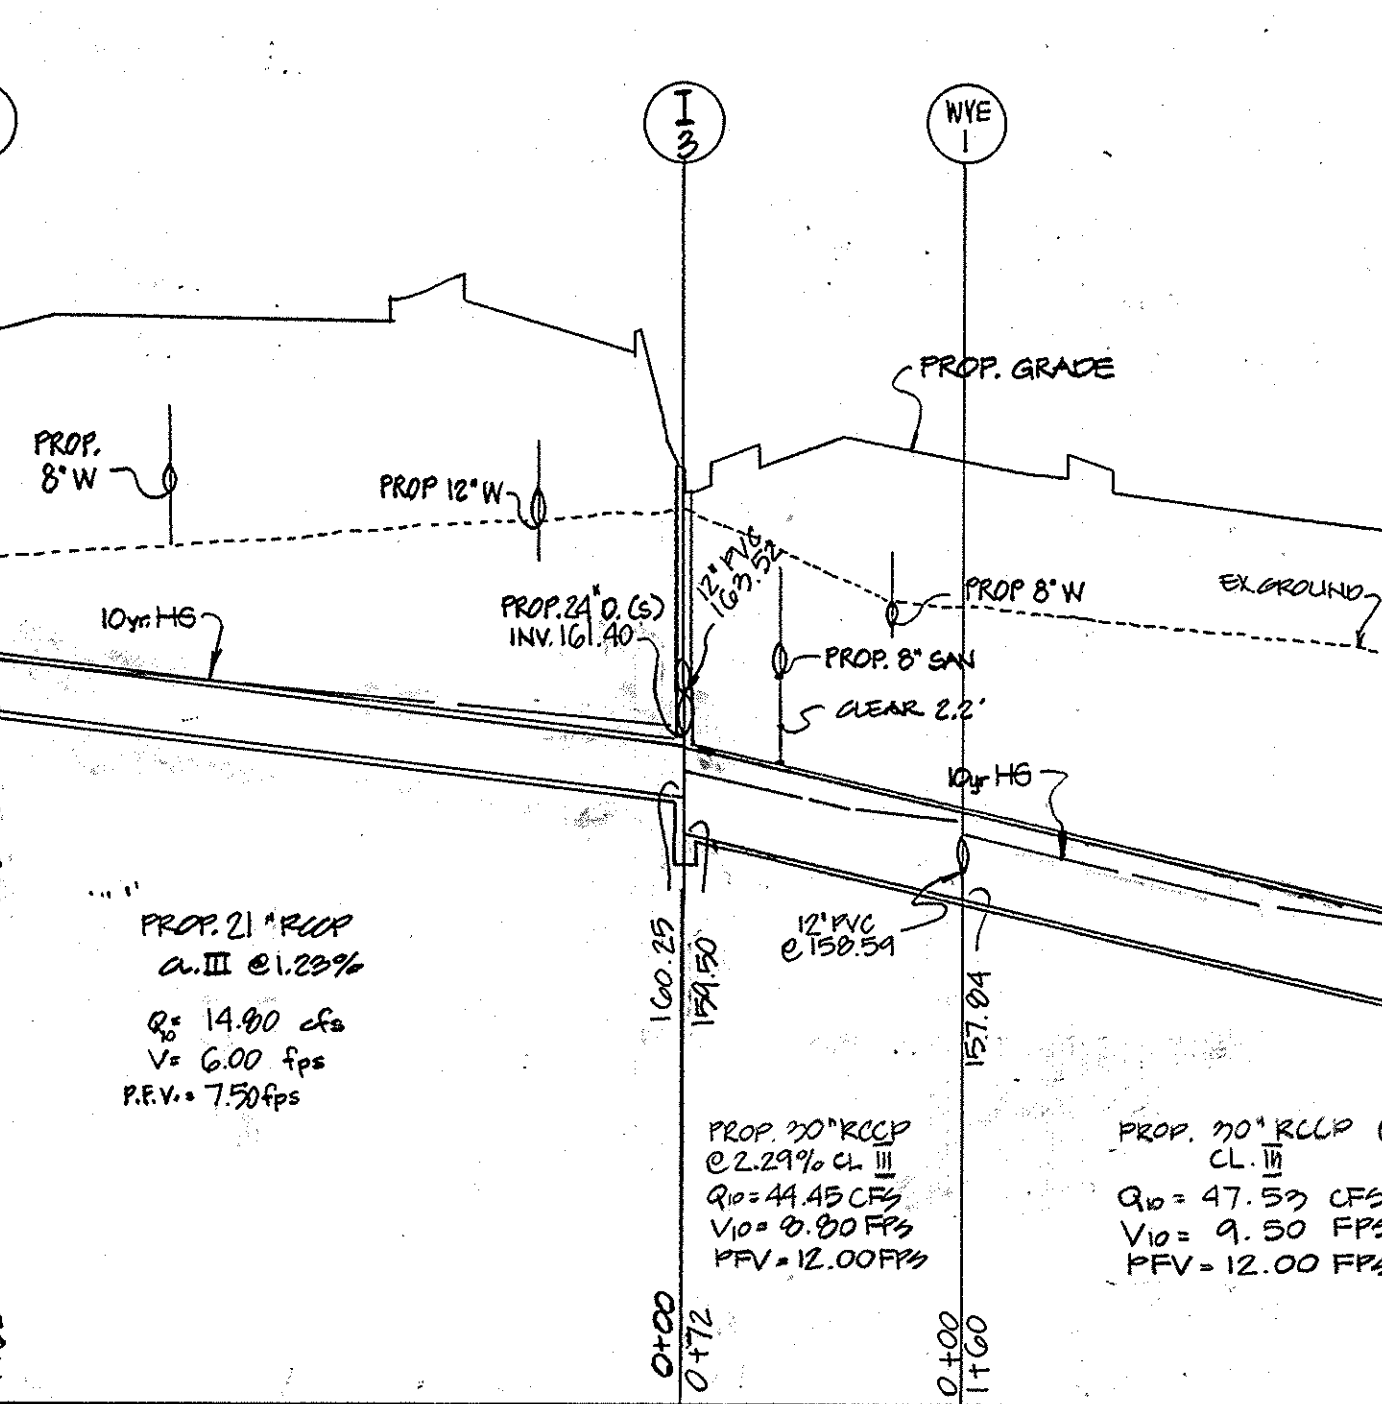 I
3
WYE
1
PROP. GRADE
PROP.
8" W
PROP 12" W
12" PVC
163.52
PROP. 24" D. (S)
INV. 161.40
10yr. HG
PROP 8" W
EX. GROUND
PROP. 8" SAN
CLEAR 2.2'
10yr HG
12" PVC
@ 158.59
PROP. 21" RCCP
CL. III @ 1.23%
Q10= 14.80 cfs
V= 6.00 fps
P.F.V. = 7.50fps
160.25
159.50
157.84
PROP. 30" RCCP
@ 2.29% CL III
Q10 = 44.45 CFS
V10 = 8.80 FPS
PFV = 12.00 FPS
PROP. 30" RCCP (
CL. III
Q10 = 47.53 CFS
V10 = 9.50 FPS
PFV = 12.00 FPS
0+00
0+72
0+00
1+60